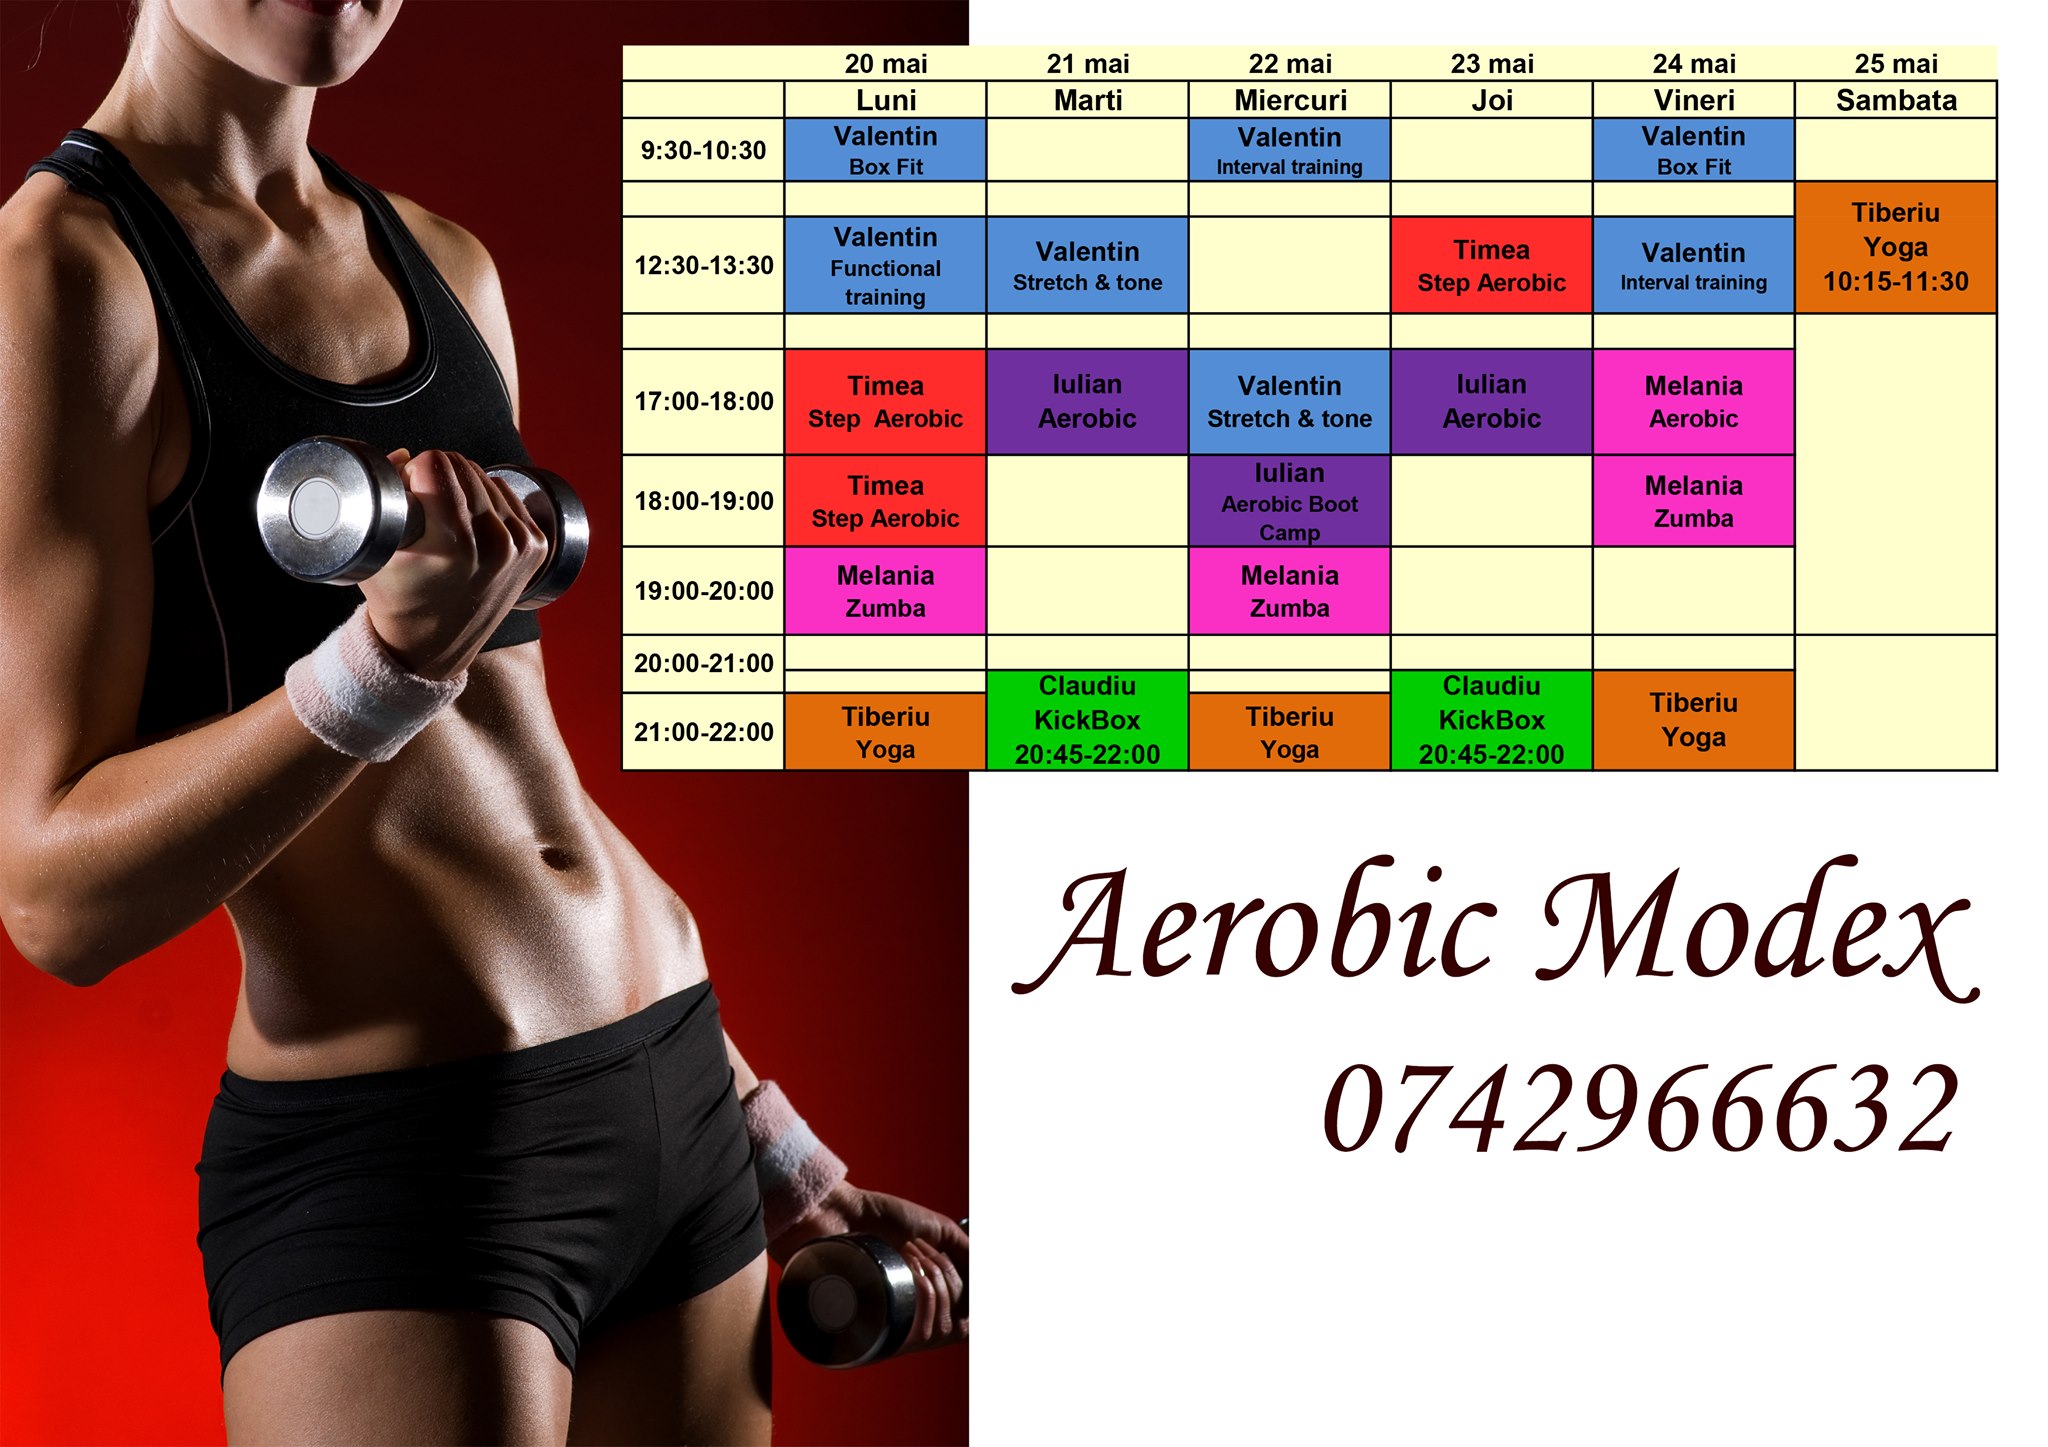 20 mai 21 mai 22 mai 23 mai 24 mai 25 mai
Luni Marti Miercuri Joi Vineri Sambata
9:30-10:30
Valentin
Box Fit
Valentin
Interval training
Valentin
Box Fit
12:30-13:30
Valentin
Functional
training
Valentin
Stretch & tone
Timea
Step Aerobic
Valentin
Interval training
Tiberiu
Yoga
10:15-11:30
17:00-18:00
Timea
Step Aerobic
Iulian
Aerobic
Valentin
Stretch & tone
Iulian
Aerobic
Melania
Aerobic
18:00-19:00
Timea
Step Aerobic
Iulian
Aerobic Boot
Camp
Melania
Zumba
19:00-20:00
Melania
Zumba
Melania
Zumba
20:00-21:00
21:00-22:00
Tiberiu
Yoga
Claudiu
KickBox
20:45-22:00
Tiberiu
Yoga
Claudiu
KickBox
20:45-22:00
Tiberiu
Yoga
Aerobic Modex
0742966632